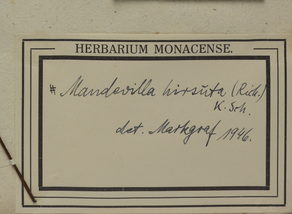 HERBARIUM MONACENSE.
# Mandevilla hirsuta (Rich.)
K. Sch.
det. Markgraf 1946.